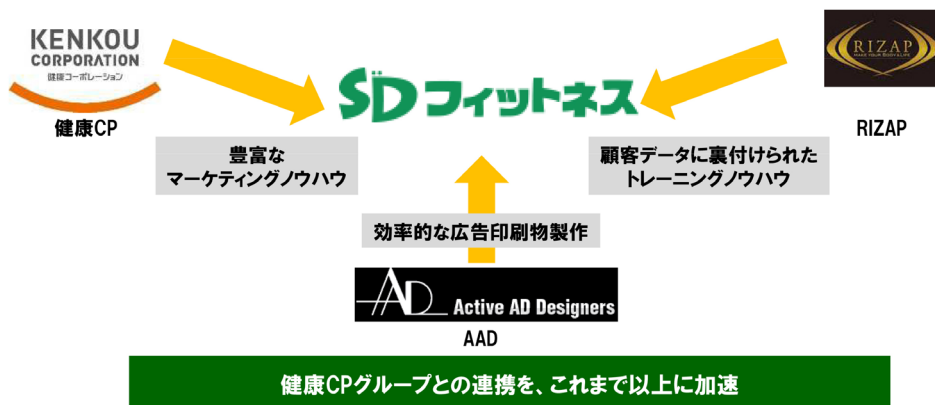 KENKOU
CORPORATION
健康コーポレーション
健康CP
SDフィットネス
RIZAP
MAKE YOUR BODY&LIFE
RIZAP
豊富な
マーケティングノウハウ
顧客データに裏付けられた
トレーニングノウハウ
効率的な広告印刷物製作
AD Active AD Designers
AAD
健康CPグループとの連携を、これまで以上に加速